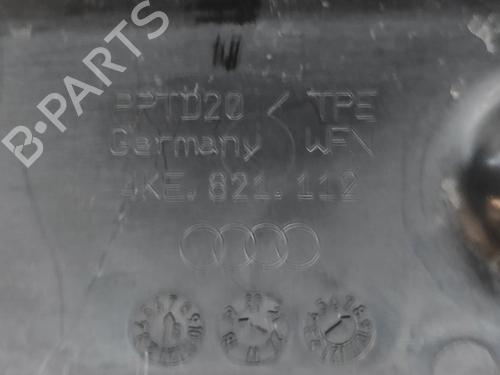 B-PARTS
PPTD20 / TPE
Germany WFN
4KE.821.112